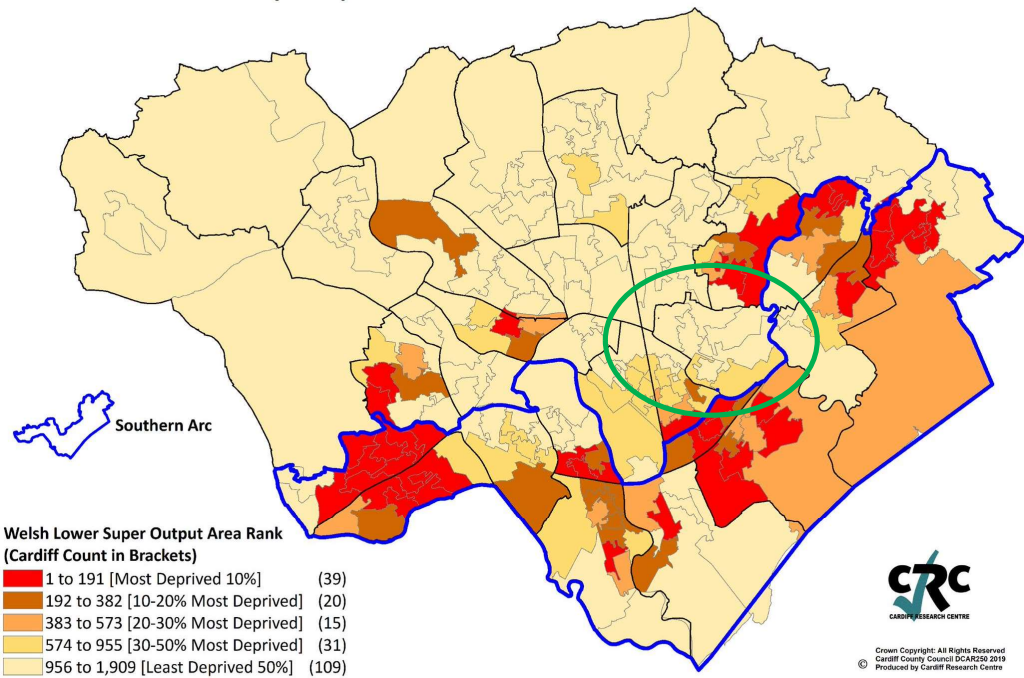 Southern Arc
Welsh Lower Super Output Area Rank
(Cardiff Count in Brackets)
1 to 191 [Most Deprived 10%] (39)
192 to 382 [10-20% Most Deprived] (20)
383 to 573 [20-30% Most Deprived] (15)
574 to 955 [30-50% Most Deprived] (31)
956 to 1,909 [Least Deprived 50%] (109)
CRC
CARDIFF RESEARCH CENTRE
Crown Copyright: All Rights Reserved
© Cardiff County Council DCAR250 2019
Produced by Cardiff Research Centre